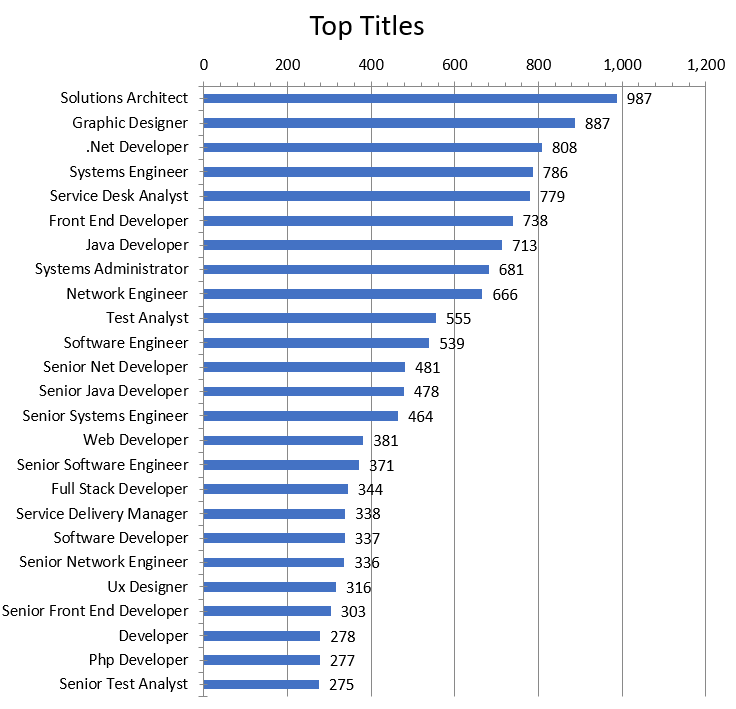 Top Titles
0 200 400 600 800 1,000 1,200
Solutions Architect 987
Graphic Designer 887
.Net Developer 808
Systems Engineer 786
Service Desk Analyst 779
Front End Developer 738
Java Developer 713
Systems Administrator 681
Network Engineer 666
Test Analyst 555
Software Engineer 539
Senior Net Developer 481
Senior Java Developer 478
Senior Systems Engineer 464
Web Developer 381
Senior Software Engineer 371
Full Stack Developer 344
Service Delivery Manager 338
Software Developer 337
Senior Network Engineer 336
Ux Designer 316
Senior Front End Developer 303
Developer 278
Php Developer 277
Senior Test Analyst 275